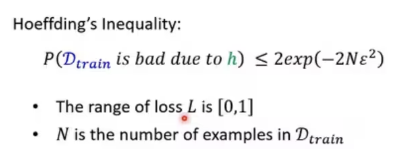 Hoeffding's Inequality:
P(𝒟train is bad due to h) ≤ 2exp(−2Nε²)
• The range of loss L is [0,1]
• N is the number of examples in 𝒟train